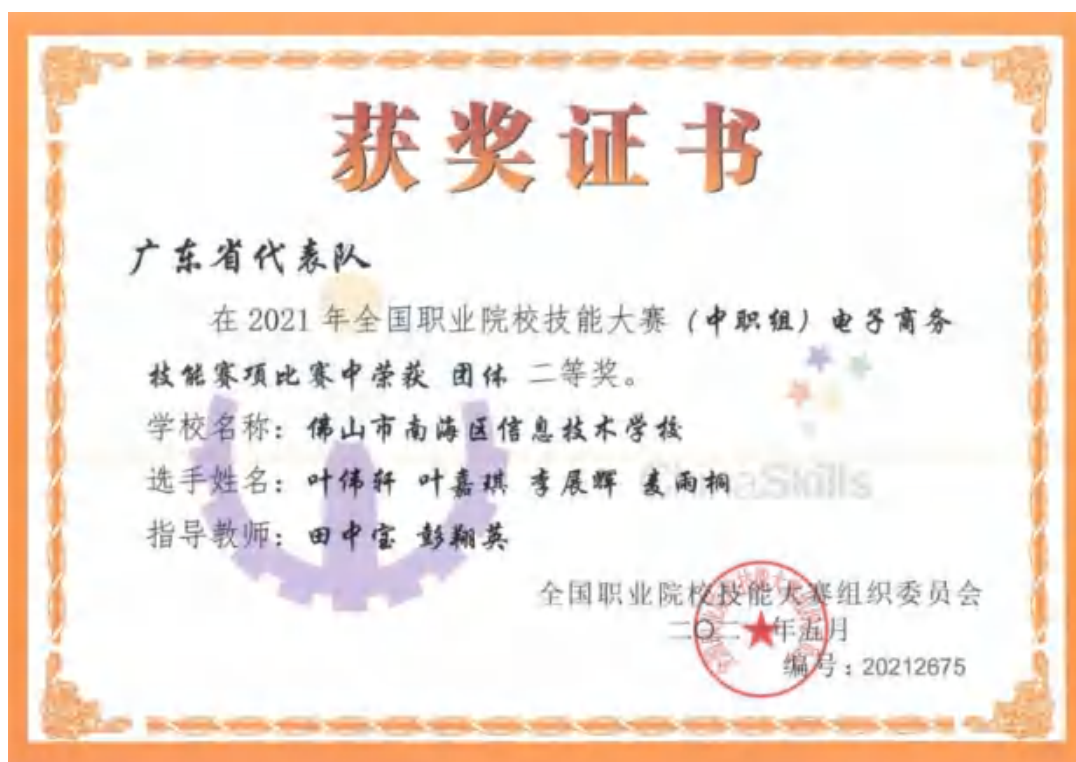 获奖证书
广东省代表队
在 2021 年全国职业院校技能大赛（中职组）电子商务
技能赛项比赛中荣获 团体 二等奖。
学校名称：佛山市南海区信息技术学校
选手姓名：叶伟轩 叶嘉琪 李展辉 麦雨桐
ChinaSkills
指导教师：田中宝 彭翔英
全国职业院校技能大赛组织委员会
二〇二一年五月
编号：20212675